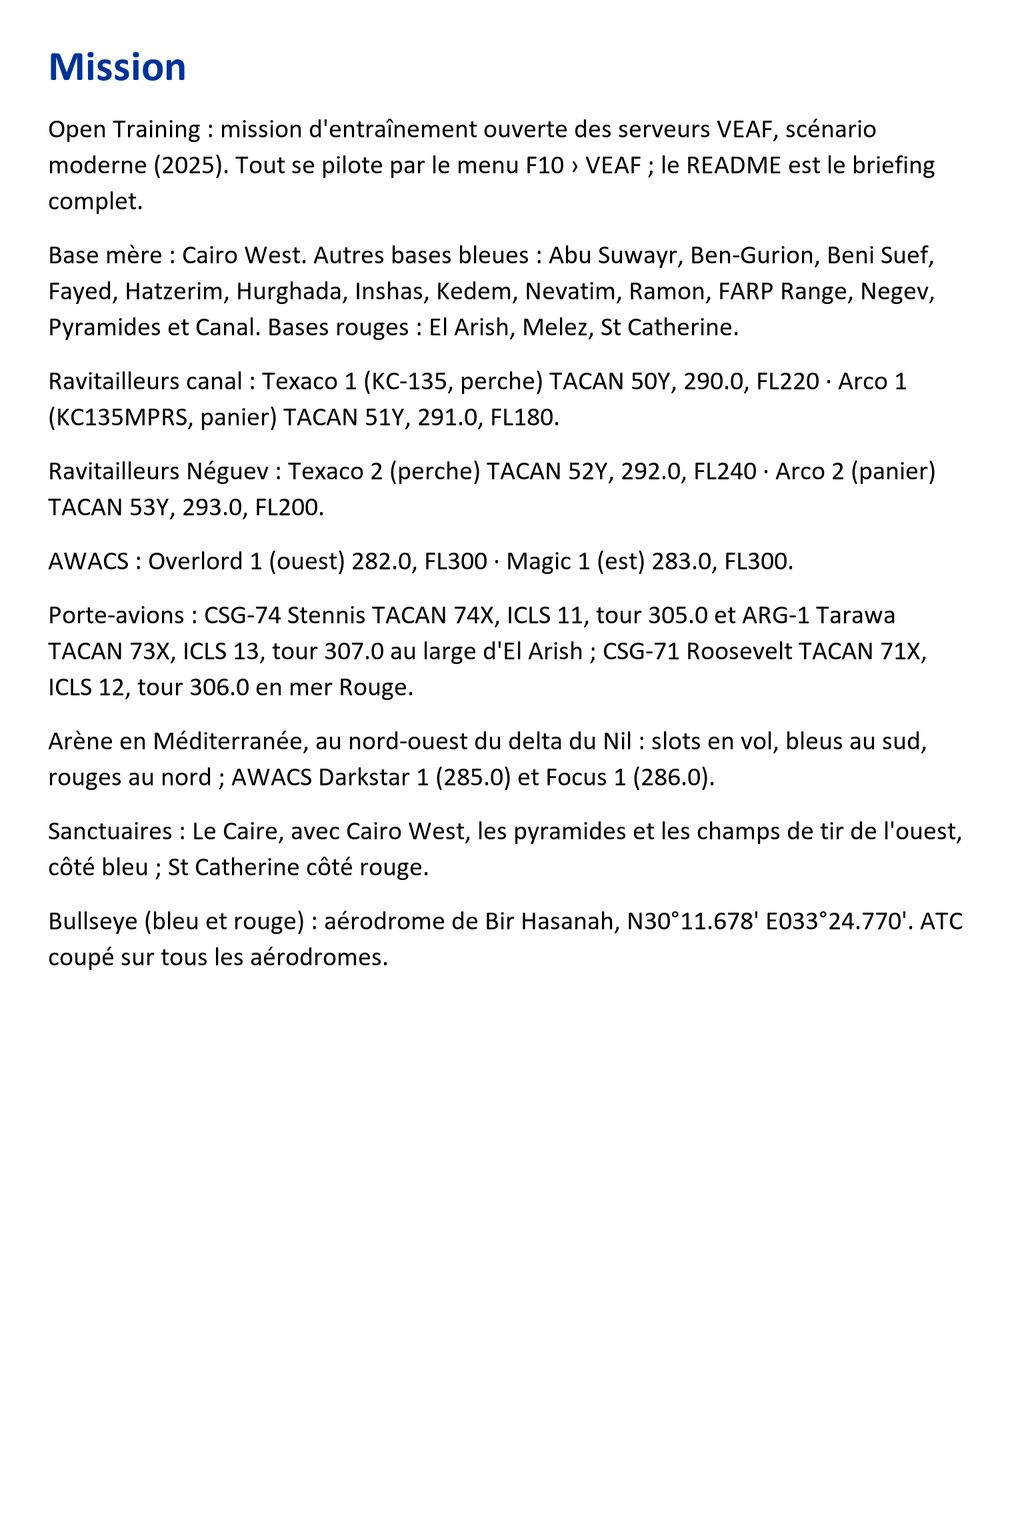 Mission
Open Training : mission d'entraînement ouverte des serveurs VEAF, scénario
moderne (2025). Tout se pilote par le menu F10 › VEAF ; le README est le briefing
complet.
Base mère : Cairo West. Autres bases bleues : Abu Suwayr, Ben-Gurion, Beni Suef,
Fayed, Hatzerim, Hurghada, Inshas, Kedem, Nevatim, Ramon, FARP Range, Negev,
Pyramides et Canal. Bases rouges : El Arish, Melez, St Catherine.
Ravitailleurs canal : Texaco 1 (KC-135, perche) TACAN 50Y, 290.0, FL220 · Arco 1
(KC135MPRS, panier) TACAN 51Y, 291.0, FL180.
Ravitailleurs Néguev : Texaco 2 (perche) TACAN 52Y, 292.0, FL240 · Arco 2 (panier)
TACAN 53Y, 293.0, FL200.
AWACS : Overlord 1 (ouest) 282.0, FL300 · Magic 1 (est) 283.0, FL300.
Porte-avions : CSG-74 Stennis TACAN 74X, ICLS 11, tour 305.0 et ARG-1 Tarawa
TACAN 73X, ICLS 13, tour 307.0 au large d'El Arish ; CSG-71 Roosevelt TACAN 71X,
ICLS 12, tour 306.0 en mer Rouge.
Arène en Méditerranée, au nord-ouest du delta du Nil : slots en vol, bleus au sud,
rouges au nord ; AWACS Darkstar 1 (285.0) et Focus 1 (286.0).
Sanctuaires : Le Caire, avec Cairo West, les pyramides et les champs de tir de l'ouest,
côté bleu ; St Catherine côté rouge.
Bullseye (bleu et rouge) : aérodrome de Bir Hasanah, N30°11.678' E033°24.770'. ATC
coupé sur tous les aérodromes.